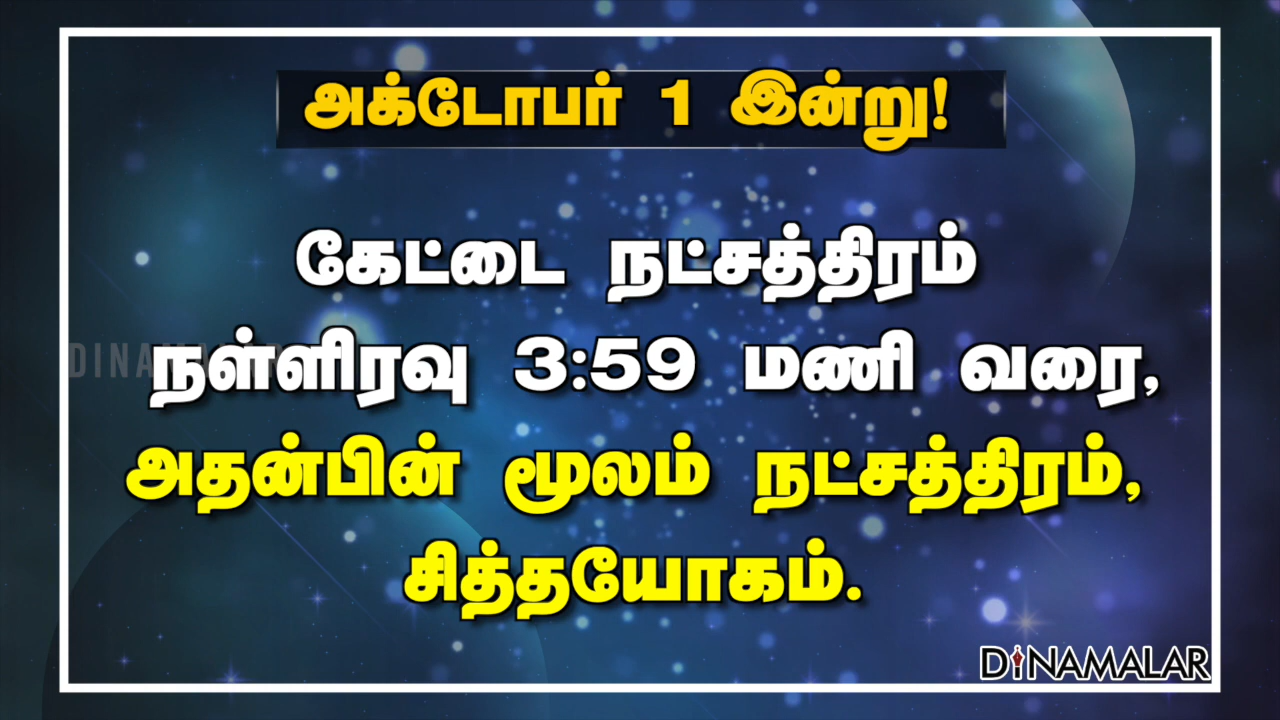 அக்டோபர் 1 இன்று!
கேட்டை நட்சத்திரம்
நள்ளிரவு 3:59 மணி வரை,
அதன்பின் மூலம் நட்சத்திரம்,
சித்தயோகம்.
DINAMALAR
DINAMALAR